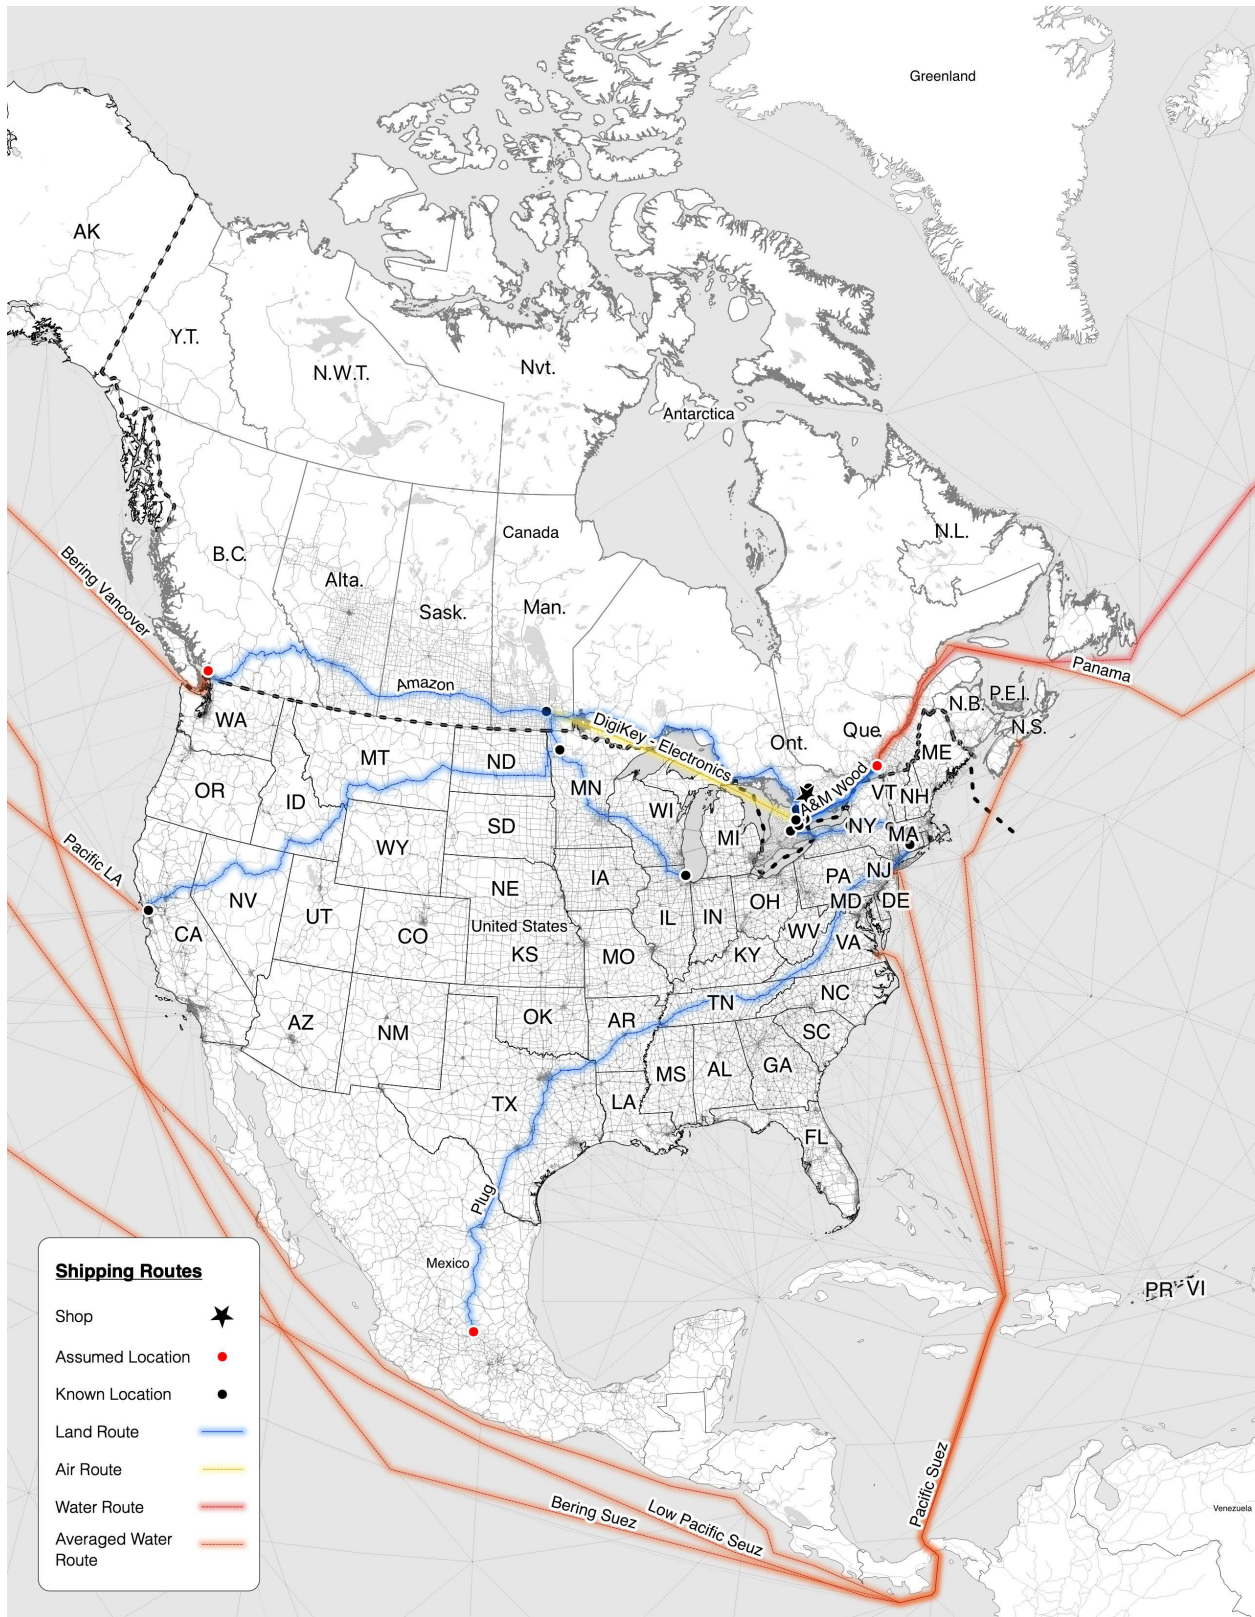 Greenland
AK
Y.T.
N.W.T.
Nvt.
Antarctica
Canada
N.L.
B.C.
Alta.
Sask.
Man.
Bering Vancover
Amazon
Panama
P.E.I.
N.B.
N.S.
WA
DigiKey - Electronics
Ont.
Que.
ME
MT
ND
A&M Wood
VT
NH
OR
ID
MN
WI
MI
NY
MA
SD
WY
Pacific LA
NE
IA
PA
NJ
OH
MD
DE
NV
UT
CO
United States
KS
IL
IN
WV
VA
CA
MO
KY
AZ
NM
OK
AR
TN
NC
SC
TX
MS
AL
GA
LA
FL
Plug
Mexico
PR
VI
Shipping Routes
Shop
Assumed Location
Known Location
Land Route
Air Route
Water Route
Averaged Water
Route
Bering Suez
Low Pacific Seuz
Pacific Suez
Venezuela